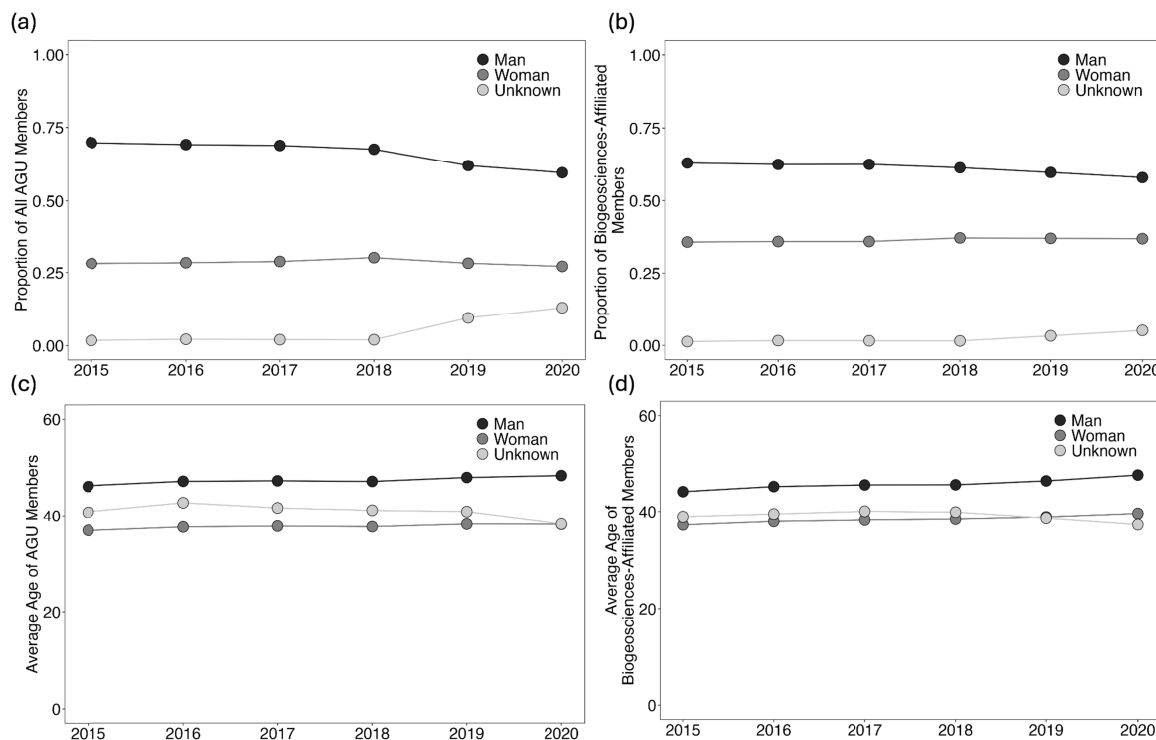 (a)
Proportion of All AGU Members
1.00
0.75
0.50
0.25
0.00
Man
Woman
Unknown
2015 2016 2017 2018 2019 2020
(b)
Proportion of Biogeosciences-Affiliated
Members
1.00
0.75
0.50
0.25
0.00
Man
Woman
Unknown
2015 2016 2017 2018 2019 2020
(c)
Average Age of AGU Members
60
40
20
0
Man
Woman
Unknown
2015 2016 2017 2018 2019 2020
(d)
Average Age of
Biogeosciences-Affiliated Members
60
40
20
0
Man
Woman
Unknown
2015 2016 2017 2018 2019 2020